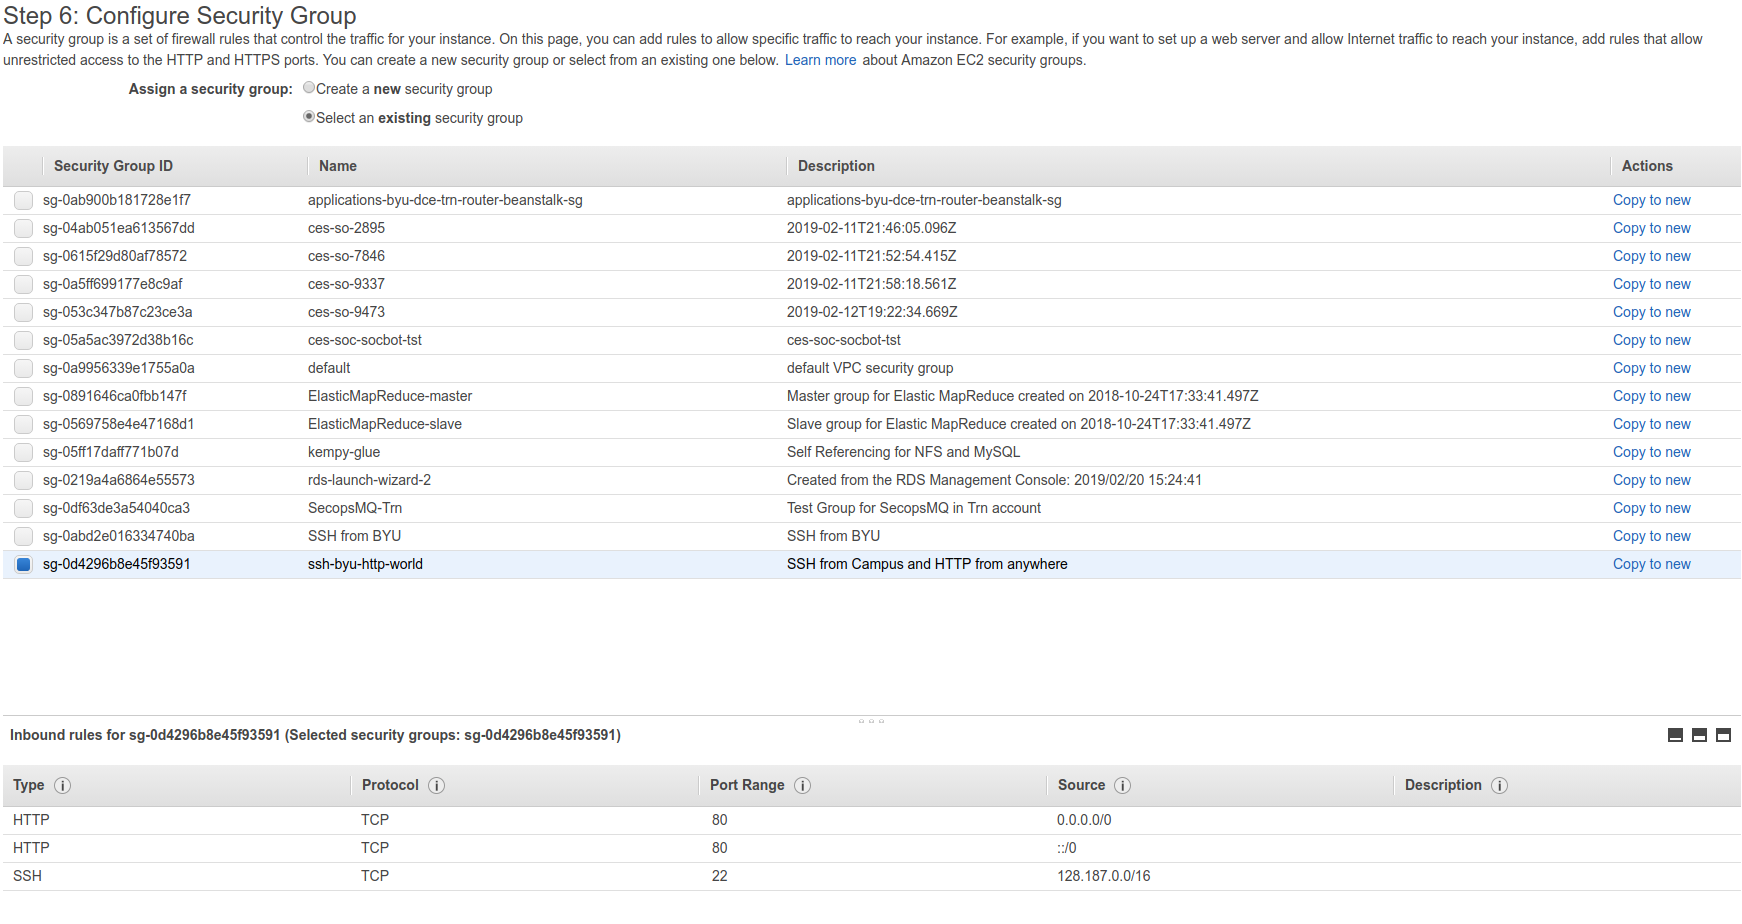 Step 6: Configure Security Group
A security group is a set of firewall rules that control the traffic for your instance. On this page, you can add rules to allow specific traffic to reach your instance. For example, if you want to set up a web server and allow Internet traffic to reach your instance, add rules that allow
unrestricted access to the HTTP and HTTPS ports. You can create a new security group or select from an existing one below. Learn more about Amazon EC2 security groups.
Assign a security group: Create a new security group
Select an existing security group
Security Group ID Name Description Actions
sg-0ab900b181728e1f7 applications-byu-dce-trn-router-beanstalk-sg applications-byu-dce-trn-router-beanstalk-sg Copy to new
sg-04ab051ea613567dd ces-so-2895 2019-02-11T21:46:05.096Z Copy to new
sg-0615f29d80af78572 ces-so-7846 2019-02-11T21:52:54.415Z Copy to new
sg-0a5ff699177e8c9af ces-so-9337 2019-02-11T21:58:18.561Z Copy to new
sg-053c347b87c23ce3a ces-so-9473 2019-02-12T19:22:34.669Z Copy to new
sg-05a5ac3972d38b16c ces-soc-socbot-tst ces-soc-socbot-tst Copy to new
sg-0a9956339e1755a0a default default VPC security group Copy to new
sg-0891646ca0fbb147f ElasticMapReduce-master Master group for Elastic MapReduce created on 2018-10-24T17:33:41.497Z Copy to new
sg-0569758e4e47168d1 ElasticMapReduce-slave Slave group for Elastic MapReduce created on 2018-10-24T17:33:41.497Z Copy to new
sg-05ff17daff771b07d kempy-glue Self Referencing for NFS and MySQL Copy to new
sg-0219a4a6864e55573 rds-launch-wizard-2 Created from the RDS Management Console: 2019/02/20 15:24:41 Copy to new
sg-0df63de3a54040ca3 SecopsMQ-Trn Test Group for SecopsMQ in Trn account Copy to new
sg-0abd2e016334740ba SSH from BYU SSH from BYU Copy to new
sg-0d4296b8e45f93591 ssh-byu-http-world SSH from Campus and HTTP from anywhere Copy to new
Inbound rules for sg-0d4296b8e45f93591 (Selected security groups: sg-0d4296b8e45f93591)
Type Protocol Port Range Source Description
HTTP TCP 80 0.0.0.0/0
HTTP TCP 80 ::/0
SSH TCP 22 128.187.0.0/16